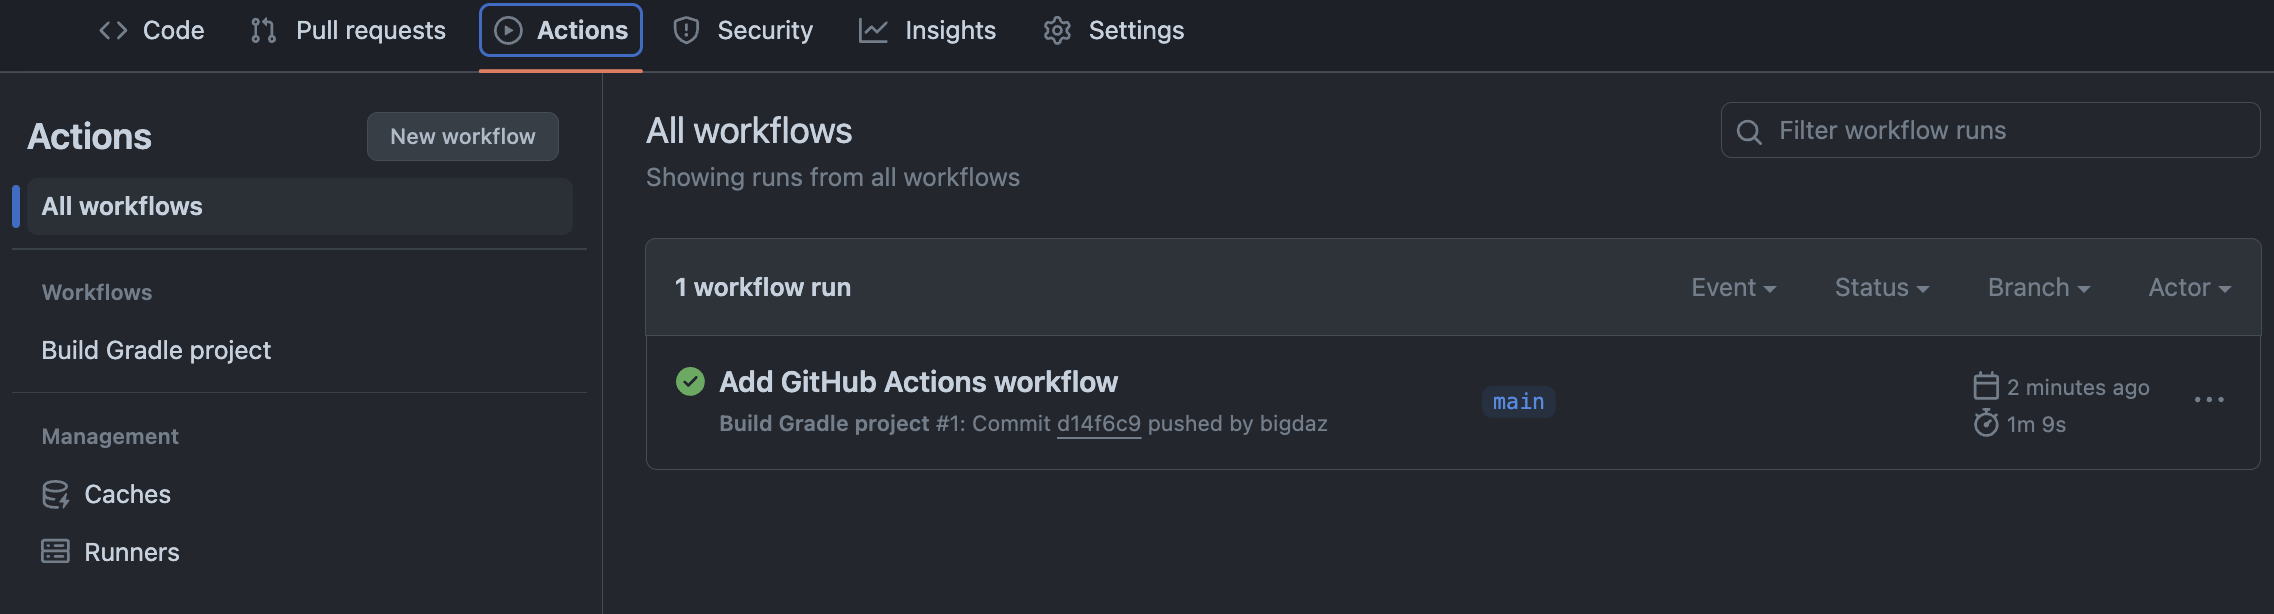 Code Pull requests Actions Security Insights Settings
Actions
New workflow
All workflows
Workflows
Build Gradle project
Management
Caches
Runners
All workflows
Showing runs from all workflows
Filter workflow runs
1 workflow run
Event Status Branch Actor
Add GitHub Actions workflow
Build Gradle project #1: Commit d14f6c9 pushed by bigdaz
main
2 minutes ago
1m 9s